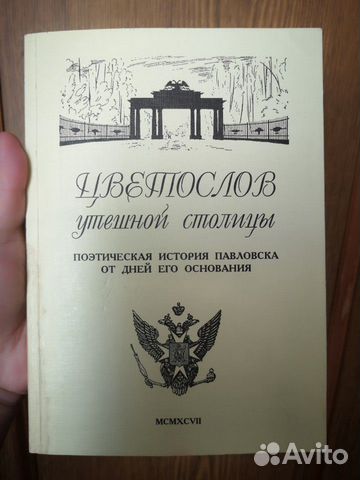 ЦВЕТОСЛОВ
утешной столицы
ПОЭТИЧЕСКАЯ ИСТОРИЯ ПАВЛОВСКА
ОТ ДНЕЙ ЕГО ОСНОВАНИЯ
MCMXCVII
Avito